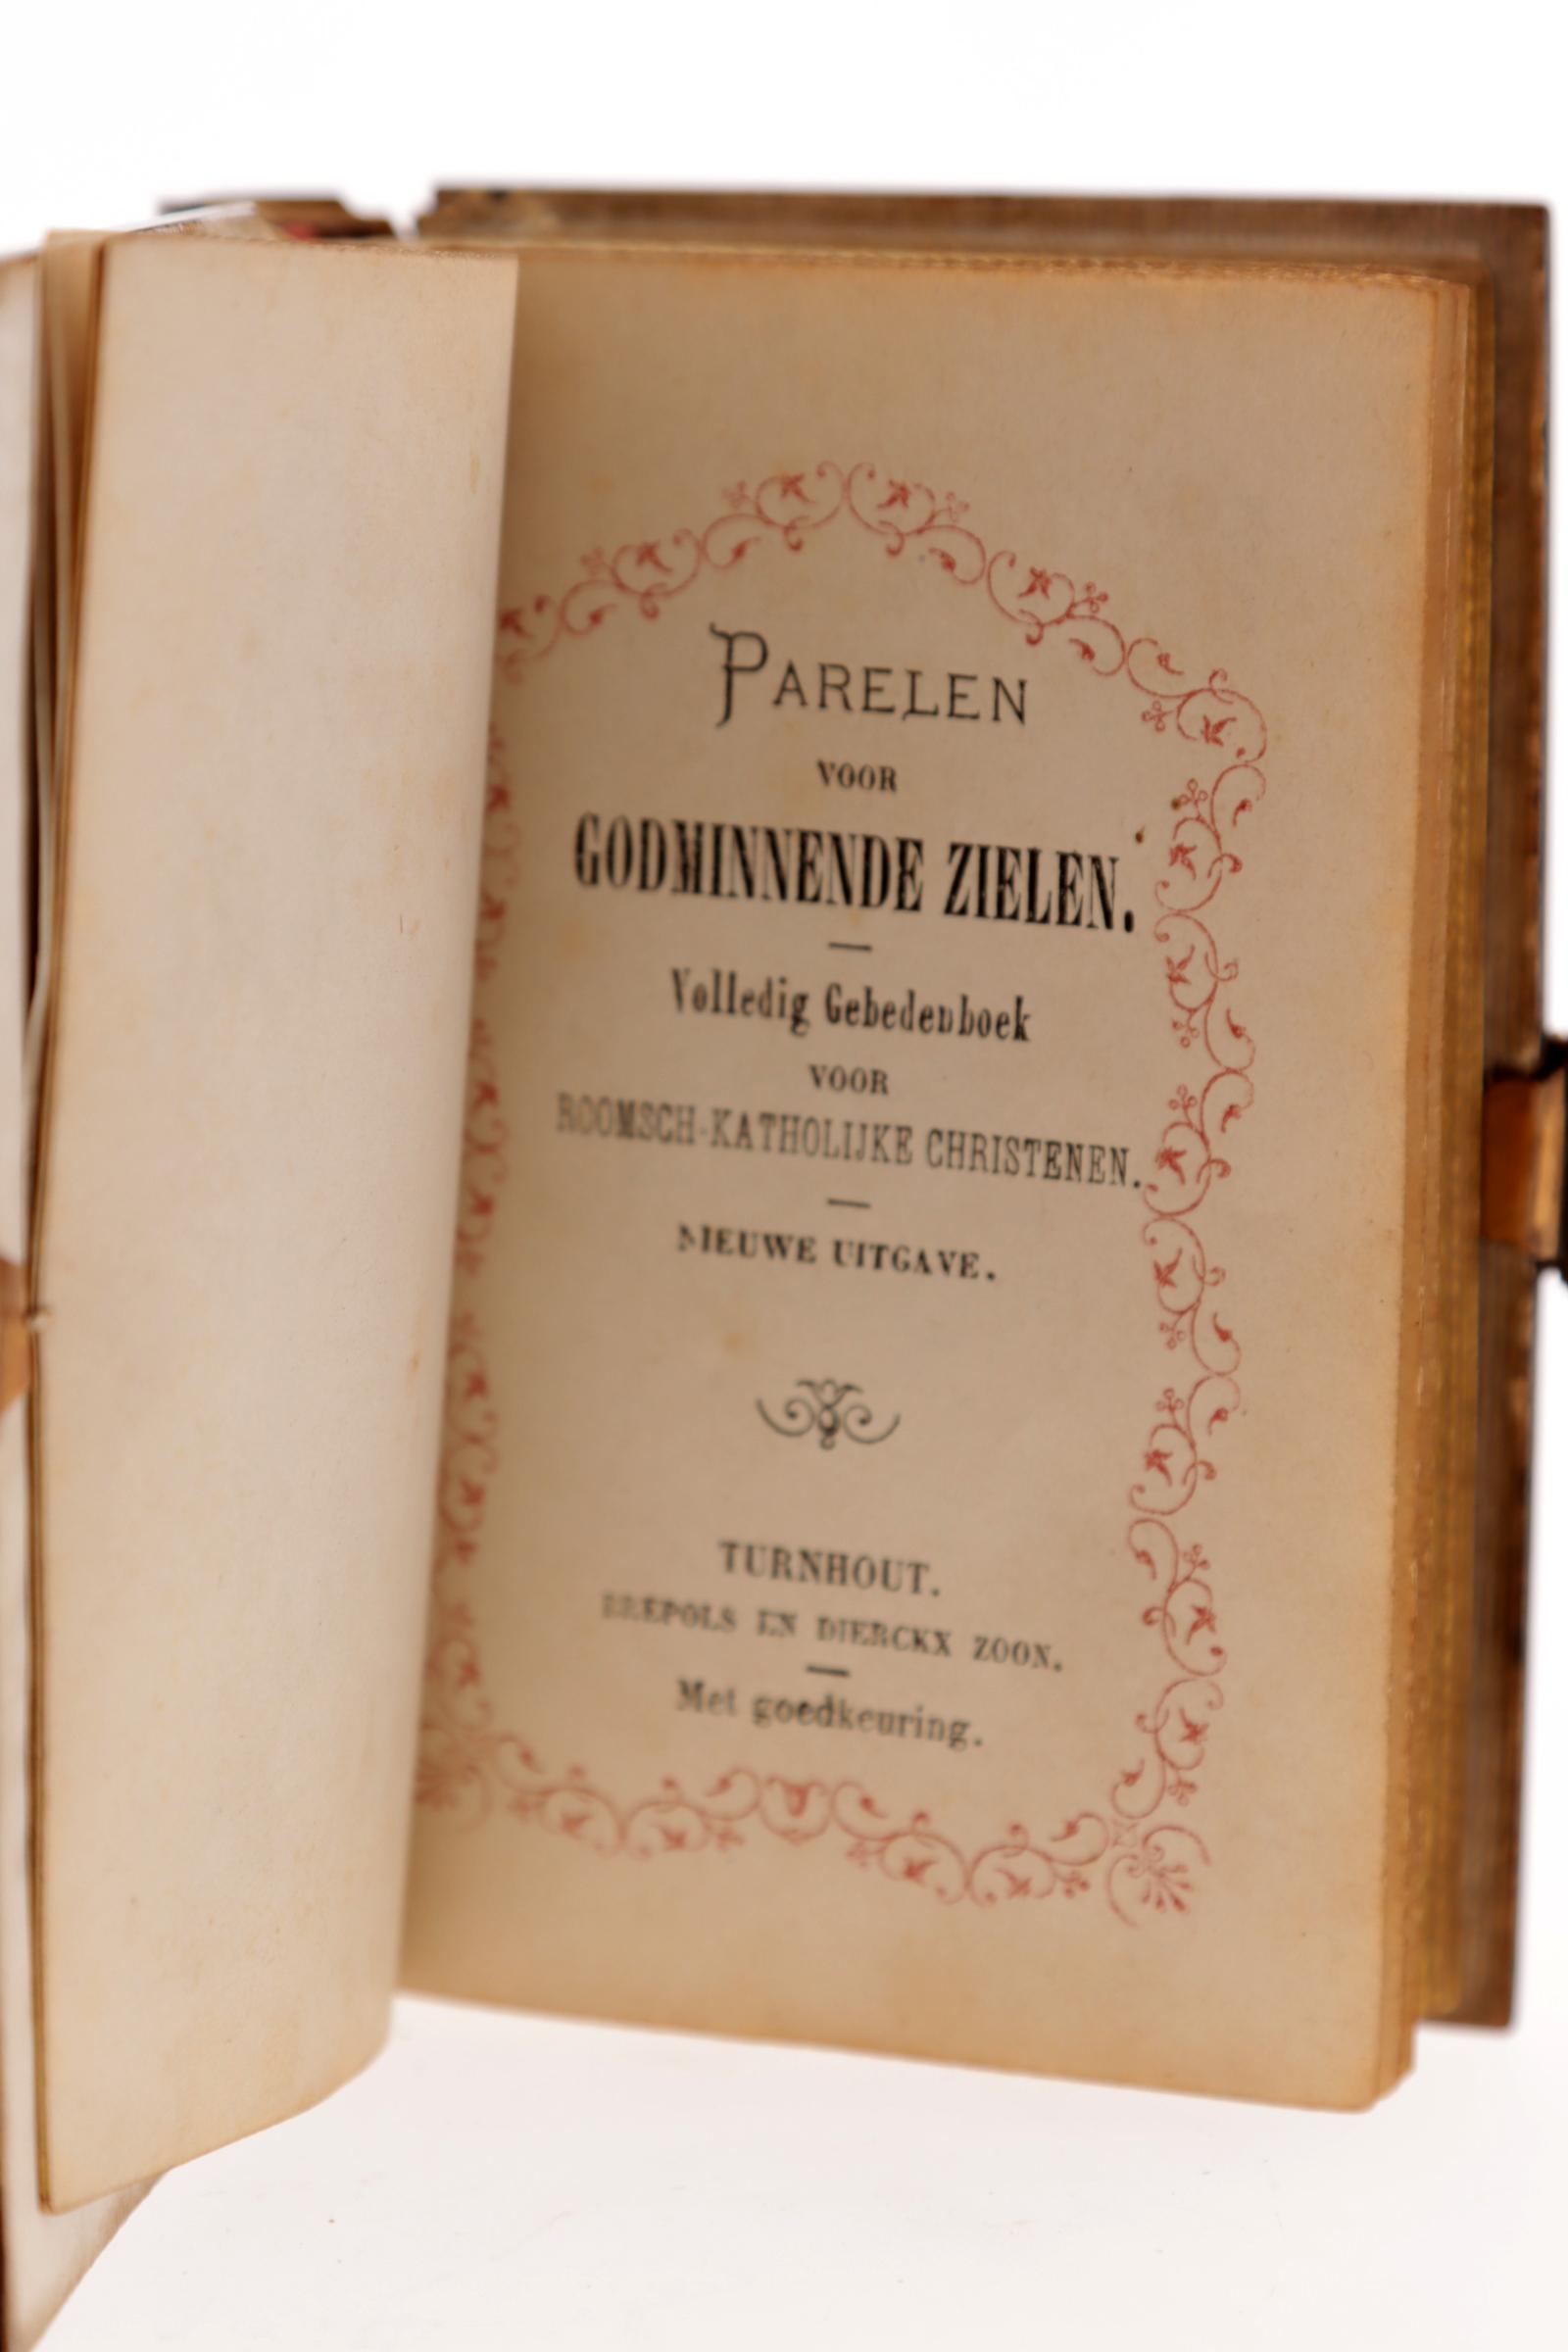 PARELEN
VOOR
GODMINNENDE ZIELEN.
Volledig Gebedenboek
VOOR
ROOMSCH-KATHOLIJKE CHRISTENEN.
NIEUWE UITGAVE.
TURNHOUT.
BREPOLS EN DIERCKX ZOON.
Met goedkeuring.